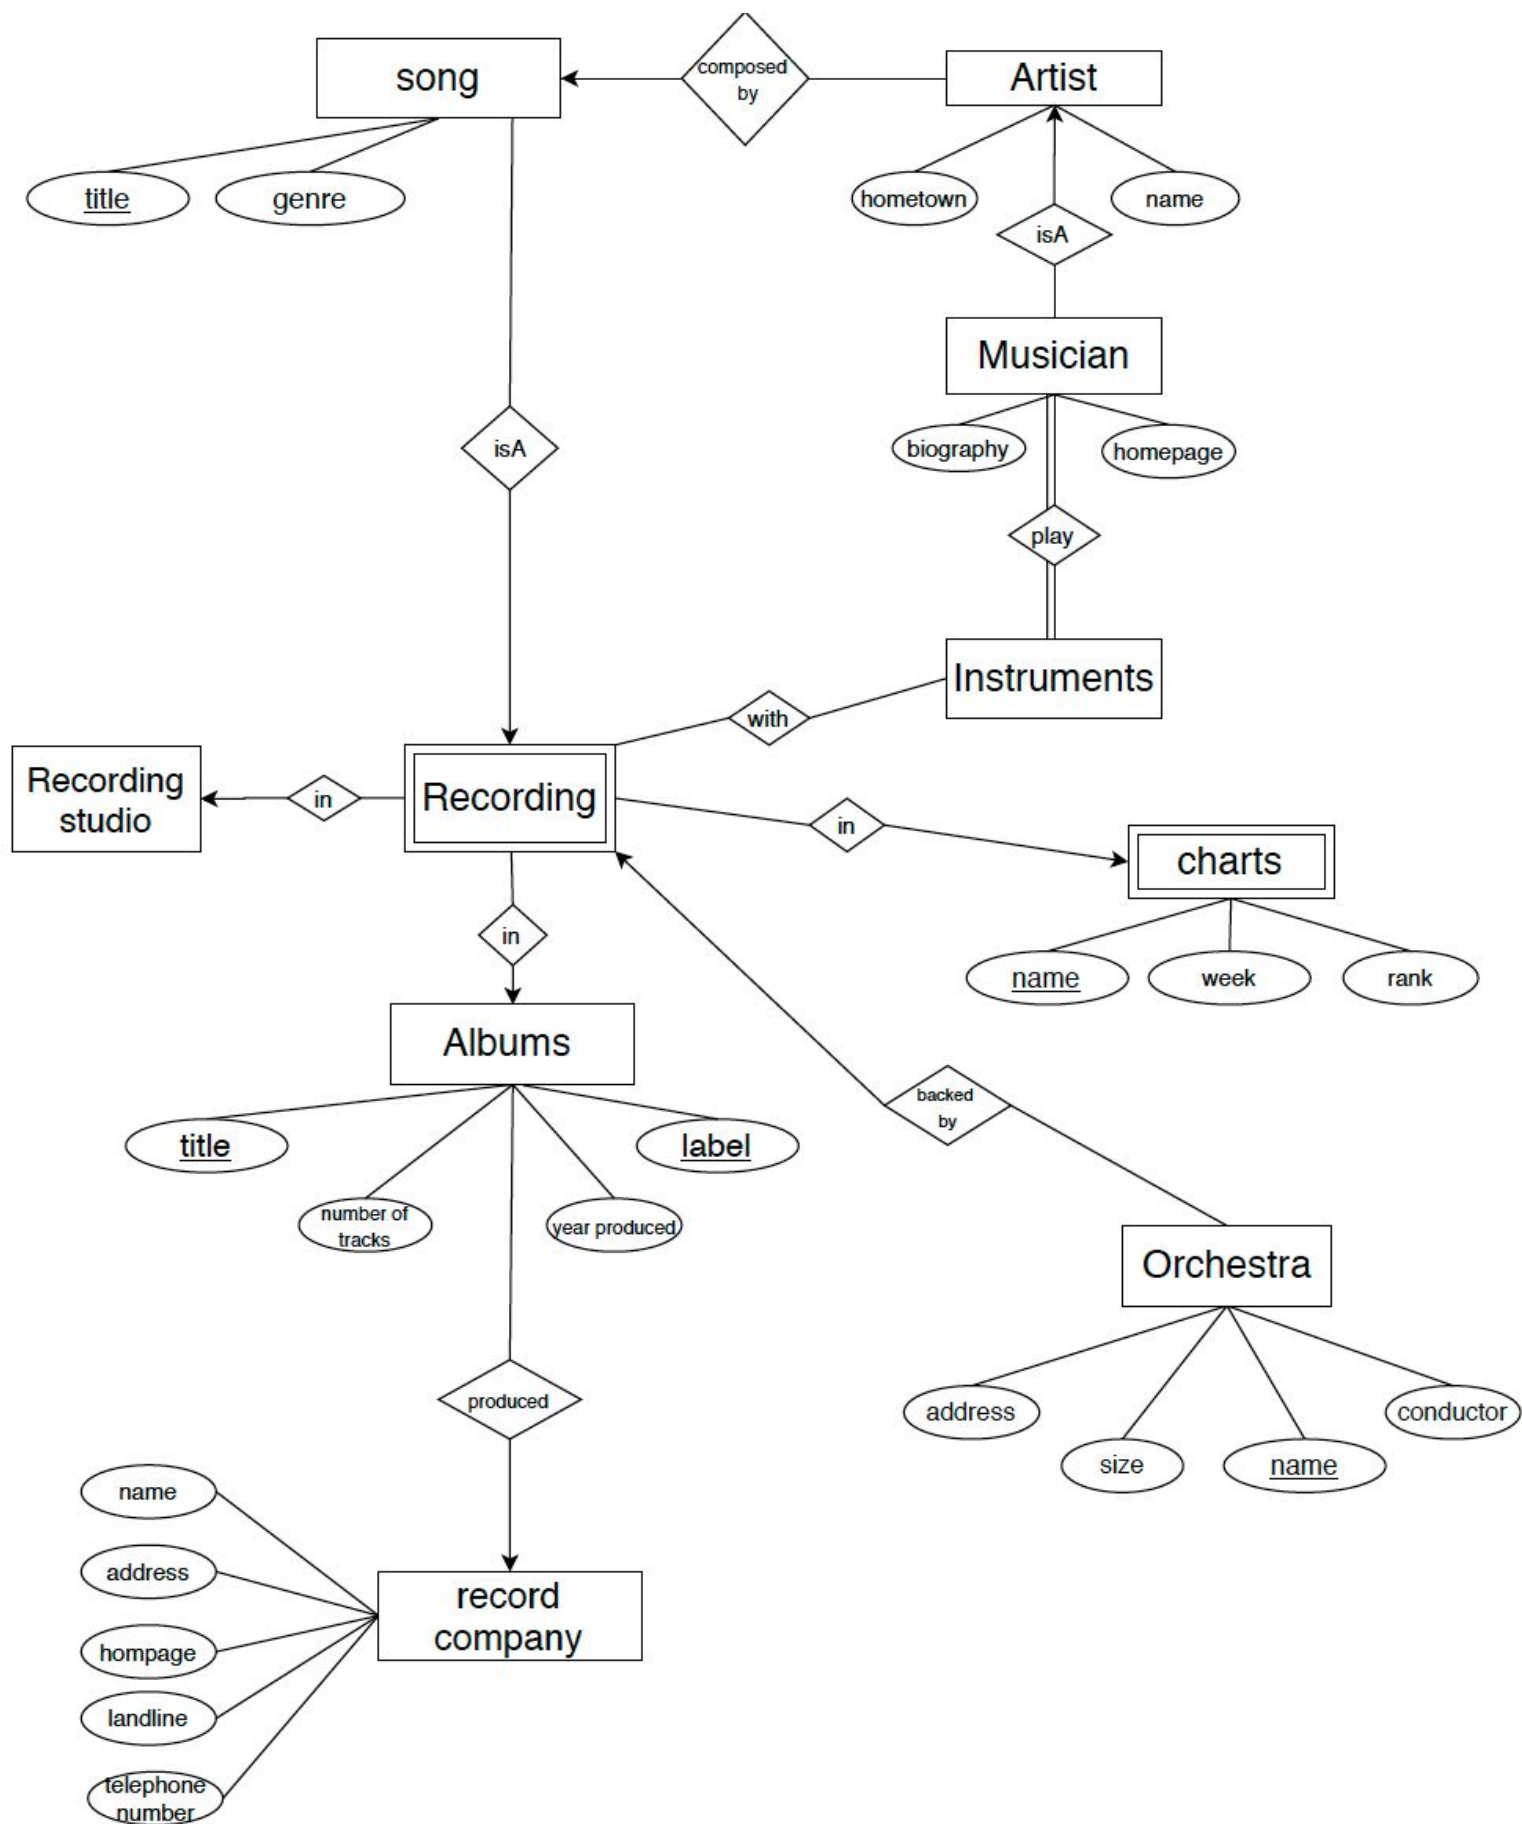 song
composed
by
Artist
title
genre
hometown
name
isA
Musician
isA
biography
homepage
play
Instruments
with
Recording
studio
in
Recording
in
charts
in
name
week
rank
Albums
backed
by
title
label
number of
tracks
year produced
Orchestra
produced
address
conductor
size
name
name
address
hompage
landline
telephone
number
record
company